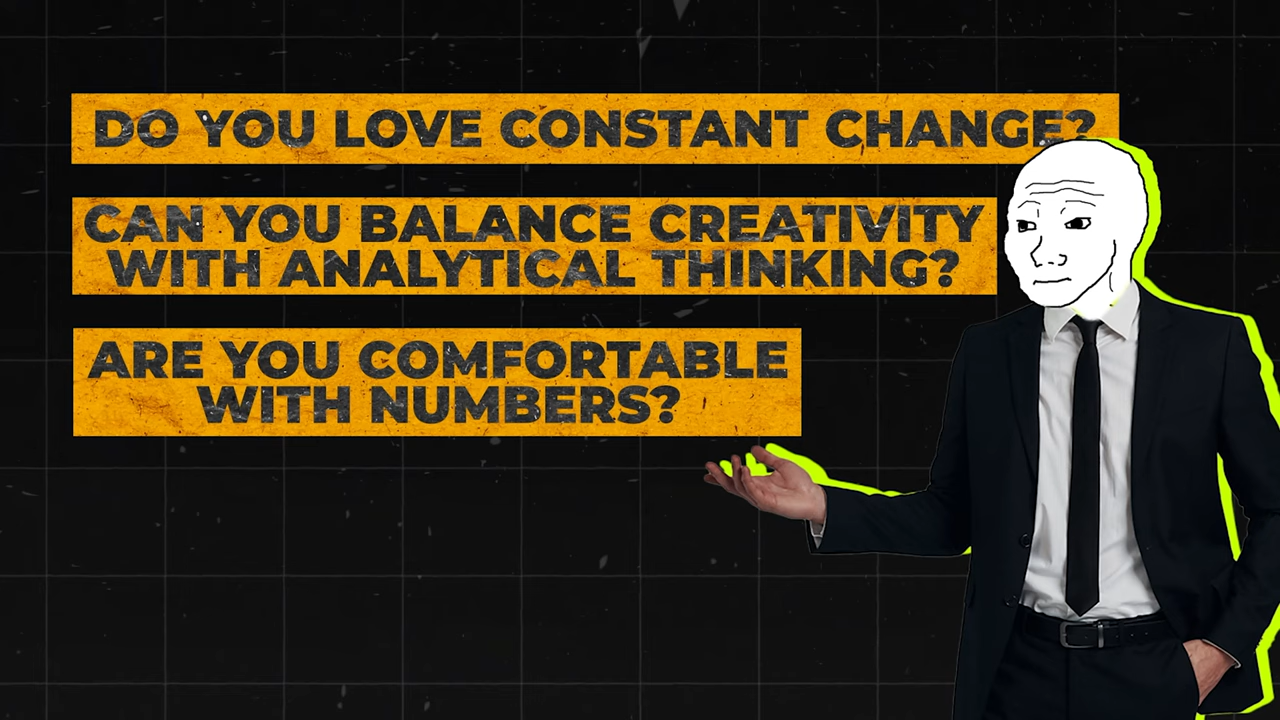 DO YOU LOVE CONSTANT CHANGE?
CAN YOU BALANCE CREATIVITY
WITH ANALYTICAL THINKING?
ARE YOU COMFORTABLE
WITH NUMBERS?